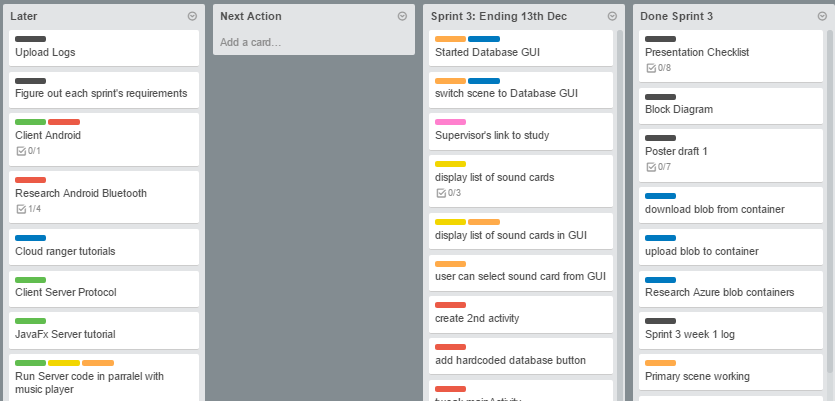 Later
Upload Logs
Figure out each sprint's requirements
Client Android
0/1
Research Android Bluetooth
1/4
Cloud ranger tutorials
Client Server Protocol
JavaFx Server tutorial
Run Server code in parralel with
music player
Next Action
Add a card...
Sprint 3: Ending 13th Dec
Started Database GUI
switch scene to Database GUI
Supervisor's link to study
display list of sound cards
0/3
display list of sound cards in GUI
user can select sound card from GUI
create 2nd activity
add hardcoded database button
tweak mainActivity
Done Sprint 3
Presentation Checklist
0/8
Block Diagram
Poster draft 1
0/7
download blob from container
upload blob to container
Research Azure blob containers
Sprint 3 week 1 log
Primary scene working